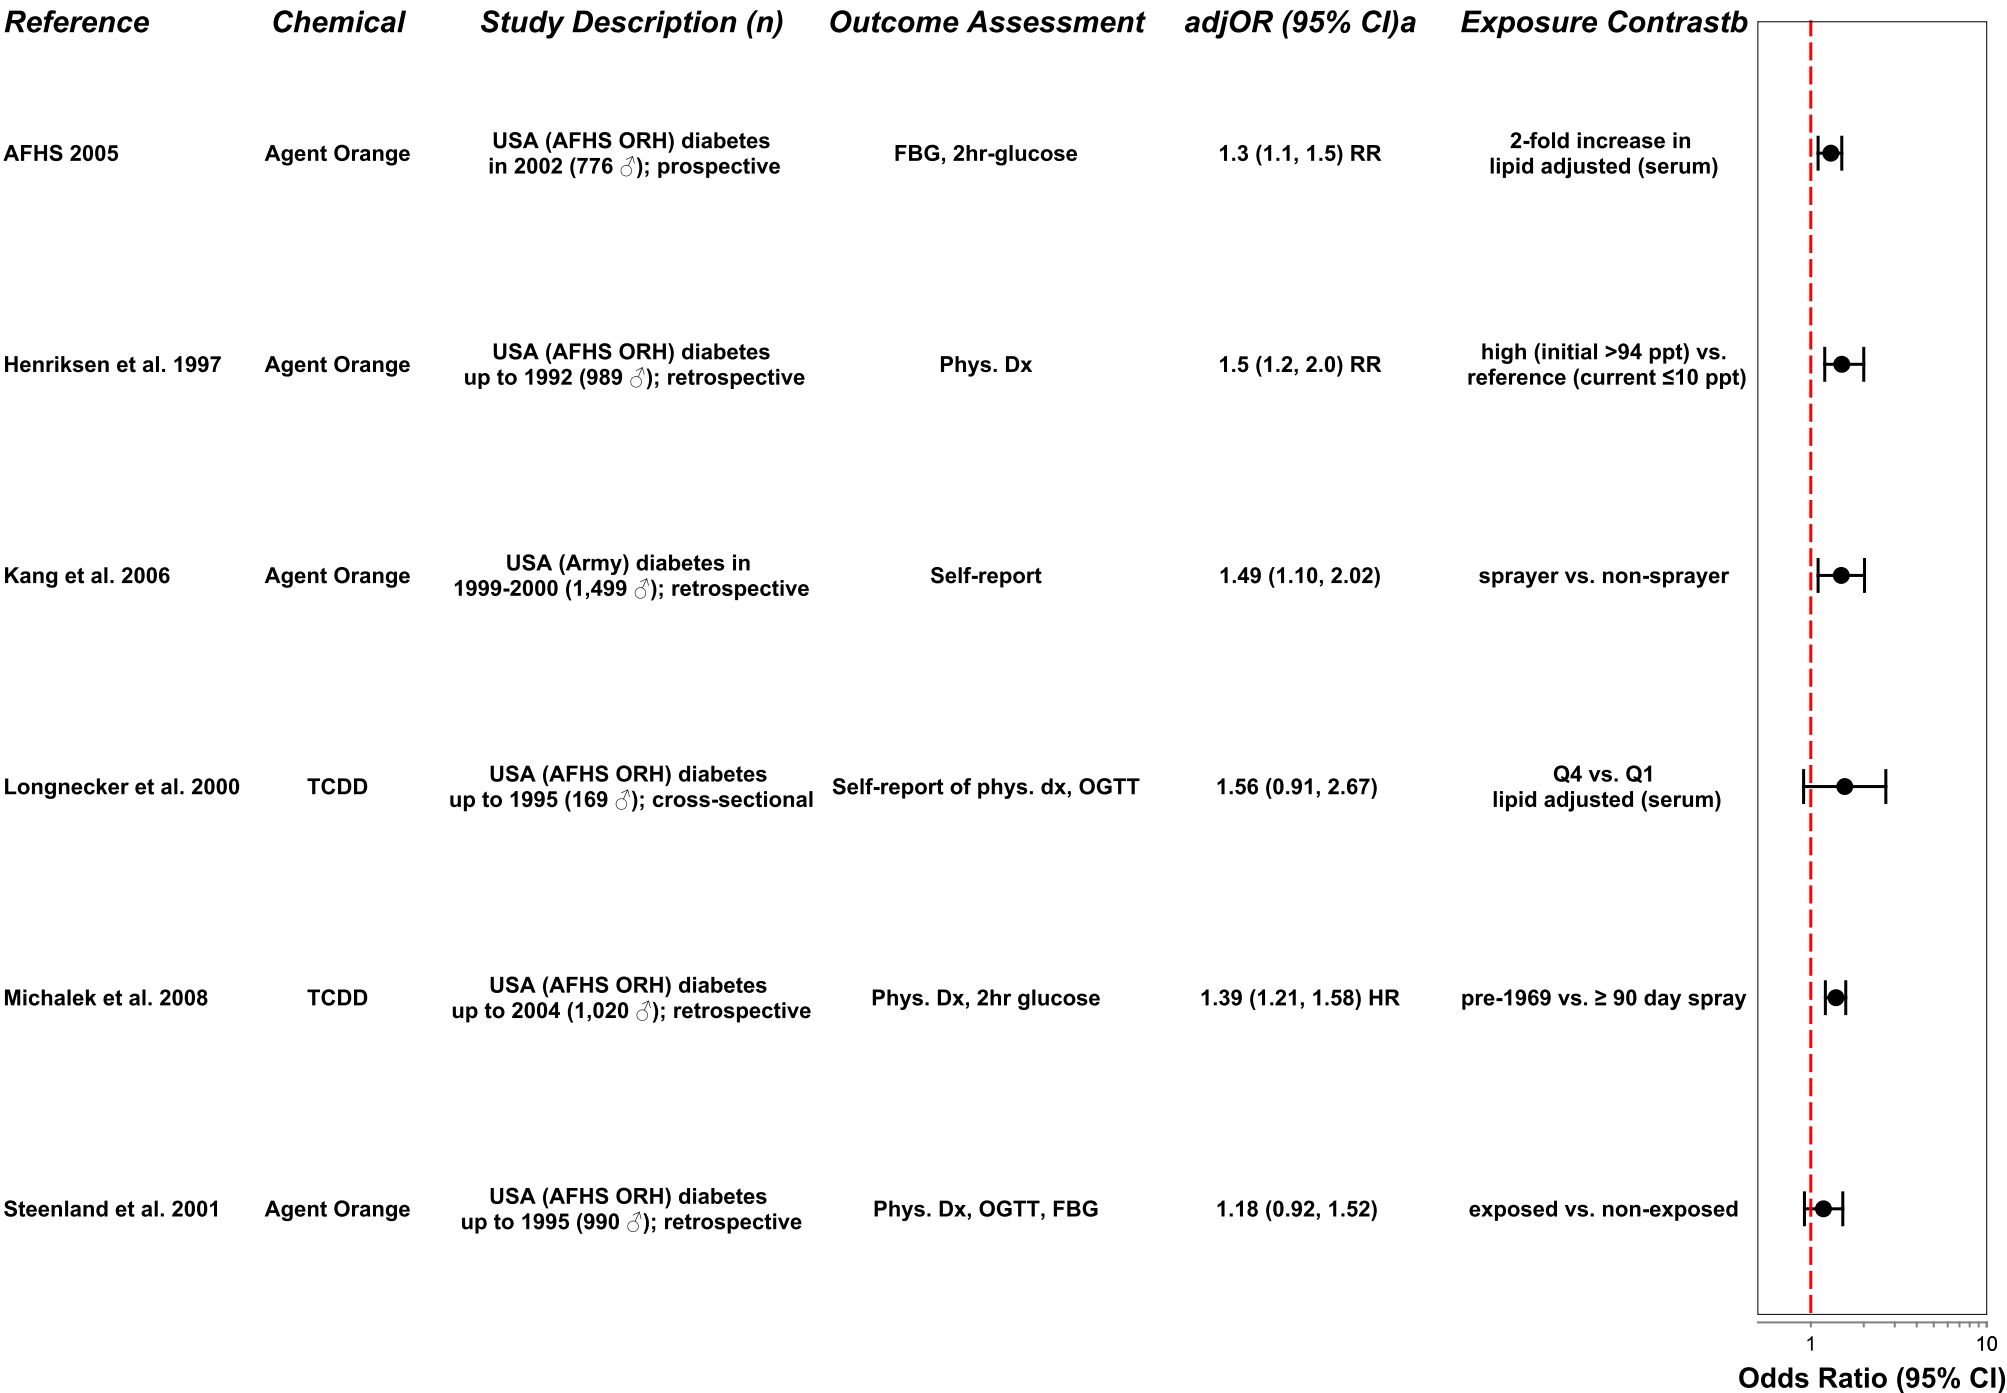 Reference Chemical Study Description (n) Outcome Assessment adjOR (95% CI)a Exposure Contrastb
USA (AFHS ORH) diabetes 2-fold increase in
AFHS 2005 Agent Orange FBG, 2hr-glucose 1.3 (1.1, 1.5) RR
in 2002 (776 ♂); prospective lipid adjusted (serum)
USA (AFHS ORH) diabetes high (initial >94 ppt) vs.
Henriksen et al. 1997 Agent Orange Phys. Dx 1.5 (1.2, 2.0) RR
up to 1992 (989 ♂); retrospective reference (current ≤10 ppt)
USA (Army) diabetes in
Kang et al. 2006 Agent Orange Self-report 1.49 (1.10, 2.02) sprayer vs. non-sprayer
1999-2000 (1,499 ♂); retrospective
USA (AFHS ORH) diabetes Q4 vs. Q1
Longnecker et al. 2000 TCDD Self-report of phys. dx, OGTT 1.56 (0.91, 2.67)
up to 1995 (169 ♂); cross-sectional lipid adjusted (serum)
USA (AFHS ORH) diabetes
Michalek et al. 2008 TCDD Phys. Dx, 2hr glucose 1.39 (1.21, 1.58) HR pre-1969 vs. ≥ 90 day spray
up to 2004 (1,020 ♂); retrospective
USA (AFHS ORH) diabetes
Steenland et al. 2001 Agent Orange Phys. Dx, OGTT, FBG 1.18 (0.92, 1.52) exposed vs. non-exposed
up to 1995 (990 ♂); retrospective
1 10
Odds Ratio (95% CI)